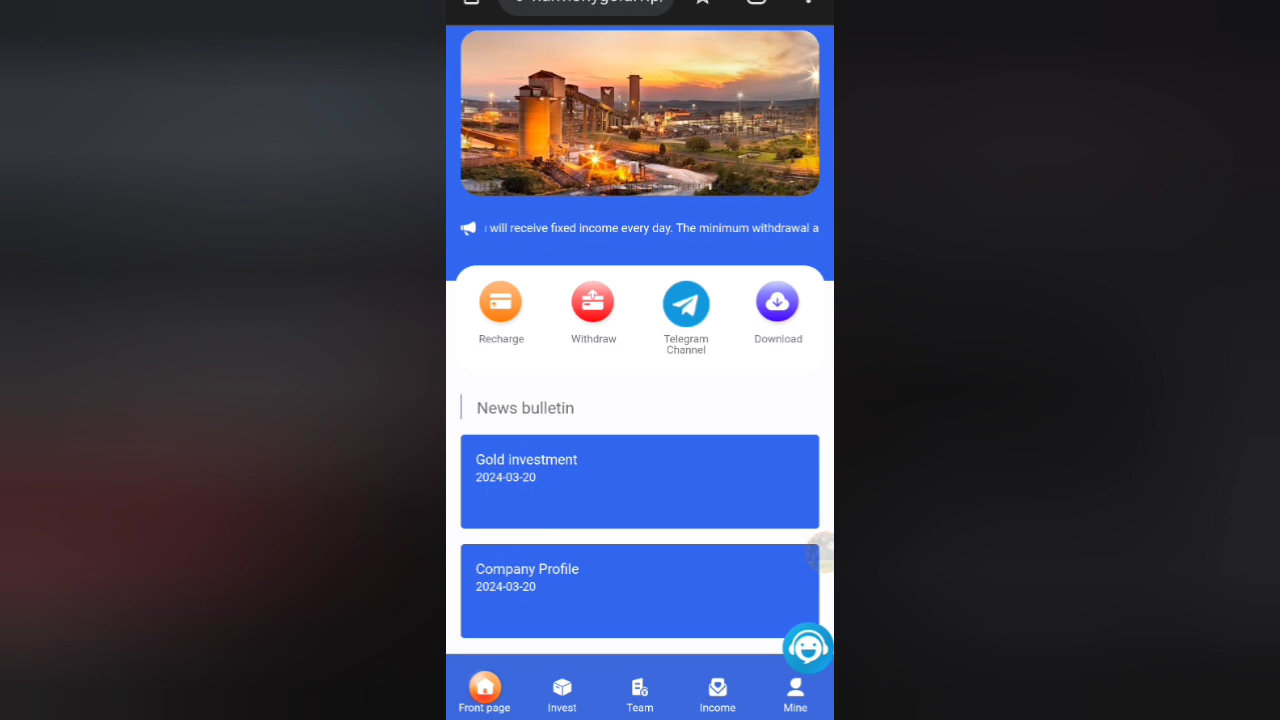 will receive fixed income every day. The minimum withdrawal a
Recharge
Withdraw
Telegram
Channel
Download
News bulletin
Gold investment
2024-03-20
Company Profile
2024-03-20
Front page
Invest
Team
Income
Mine